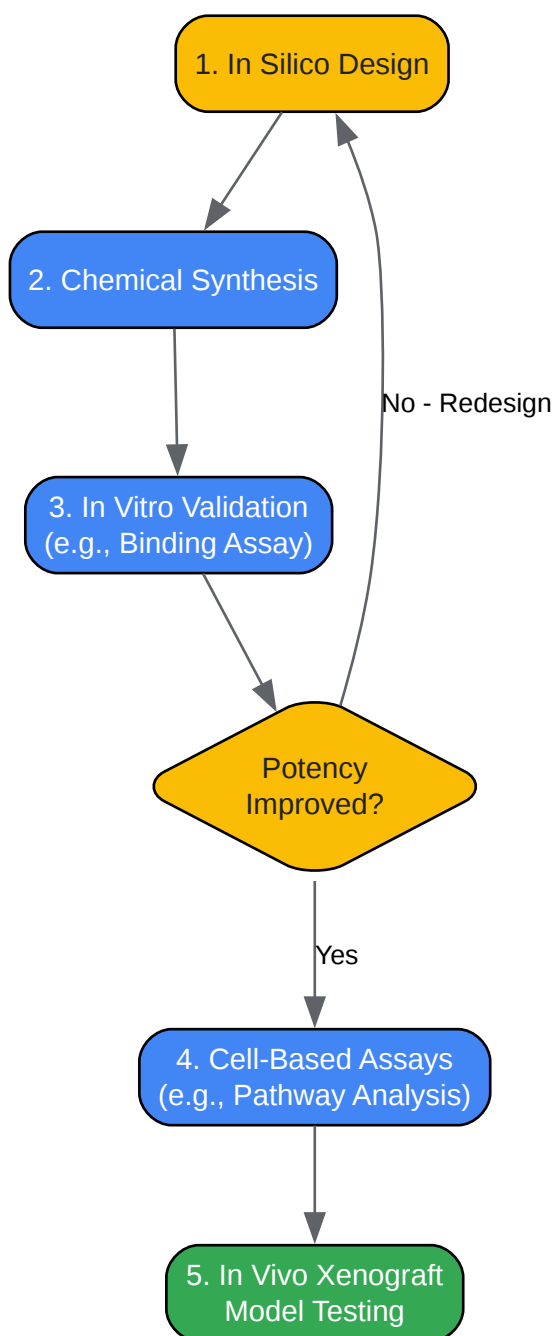 1. In Silico Design
2. Chemical Synthesis
No - Redesign
3. In Vitro Validation
(e.g., Binding Assay)
Potency
Improved?
Yes
4. Cell-Based Assays
(e.g., Pathway Analysis)
5. In Vivo Xenograft
Model Testing